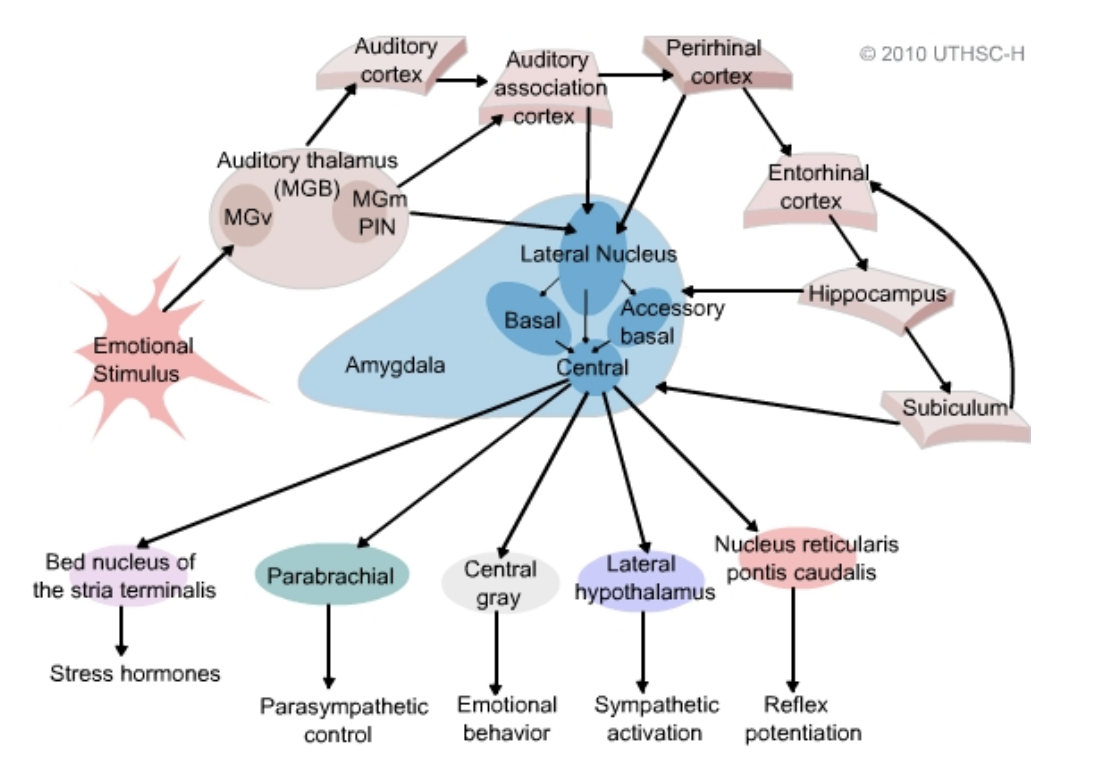 Auditory
cortex
Auditory
association
cortex
Perirhinal
cortex
© 2010 UTHSC-H
Auditory thalamus
(MGB)
MGv
MGm
PIN
Entorhinal
cortex
Lateral Nucleus
Hippocampus
Basal
Accessory
basal
Emotional
Stimulus
Amygdala
Central
Subiculum
Bed nucleus of
the stria terminalis
Parabrachial
Central
gray
Lateral
hypothalamus
Nucleus reticularis
pontis caudalis
Stress hormones
Parasympathetic
control
Emotional
behavior
Sympathetic
activation
Reflex
potentiation